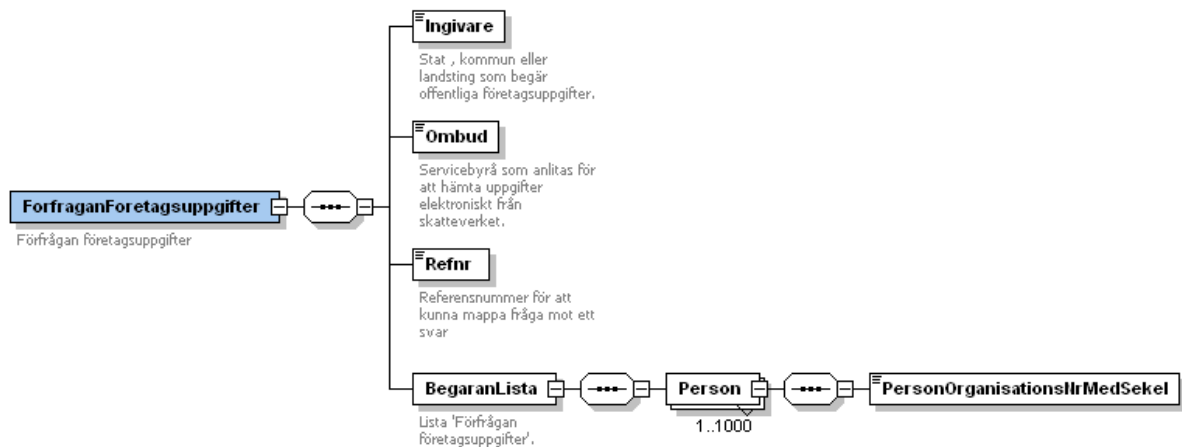 Ingivare
Stat , kommun eller
landsting som begär
offentliga företagsuppgifter.
Ombud
Servicebyrå som anlitas för
att hämta uppgifter
elektroniskt från
skatteverket.
ForfraganForetagsuppgifter
Förfrågan företagsuppgifter
Refnr
Referensnummer för att
kunna mappa fråga mot ett
svar
BegaranLista
Lista 'Förfrågan
företagsuppgifter'.
Person
1..1000
PersonOrganisationsNrMedSekel